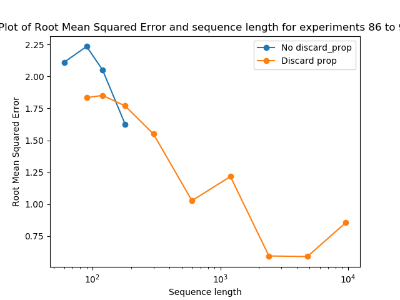 Plot of Root Mean Squared Error and sequence length for experiments 86 to
No discard_prop
Discard prop
2.25
2.00
1.75
1.50
1.25
1.00
0.75
Root Mean Squared Error
10²
10³
10⁴
Sequence length